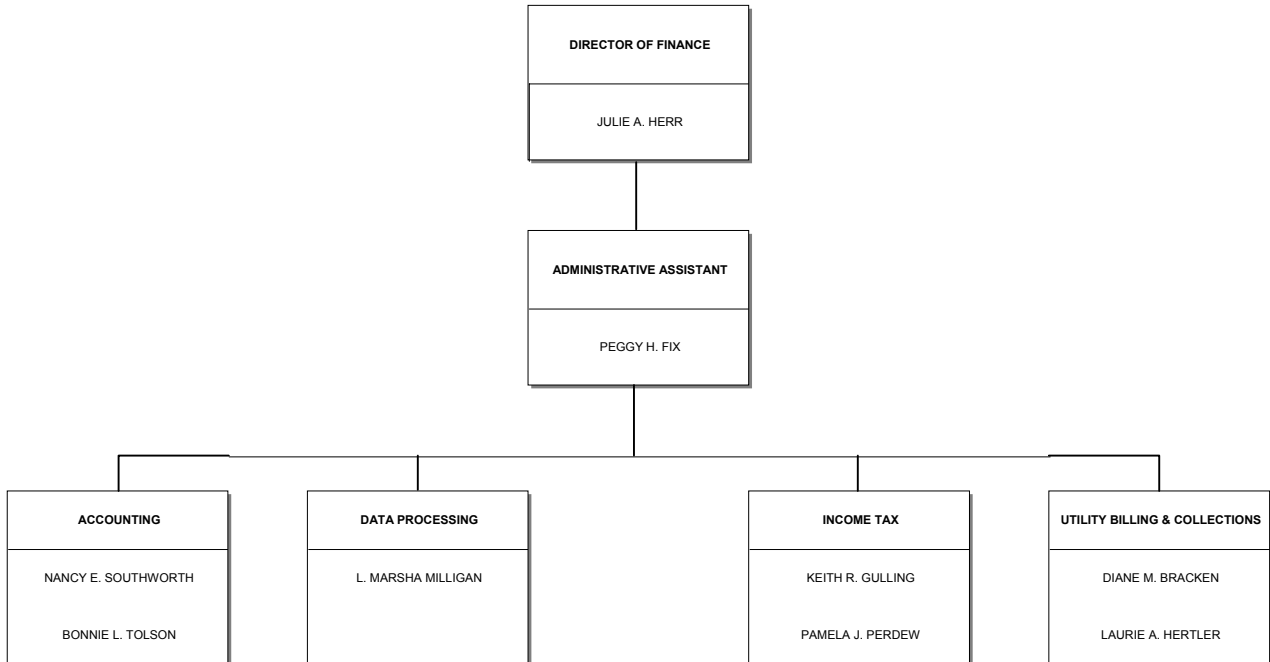 DIRECTOR OF FINANCE
JULIE A. HERR
ADMINISTRATIVE ASSISTANT
PEGGY H. FIX
ACCOUNTING
NANCY E. SOUTHWORTH
BONNIE L. TOLSON
DATA PROCESSING
L. MARSHA MILLIGAN
INCOME TAX
KEITH R. GULLING
PAMELA J. PERDEW
UTILITY BILLING & COLLECTIONS
DIANE M. BRACKEN
LAURIE A. HERTLER